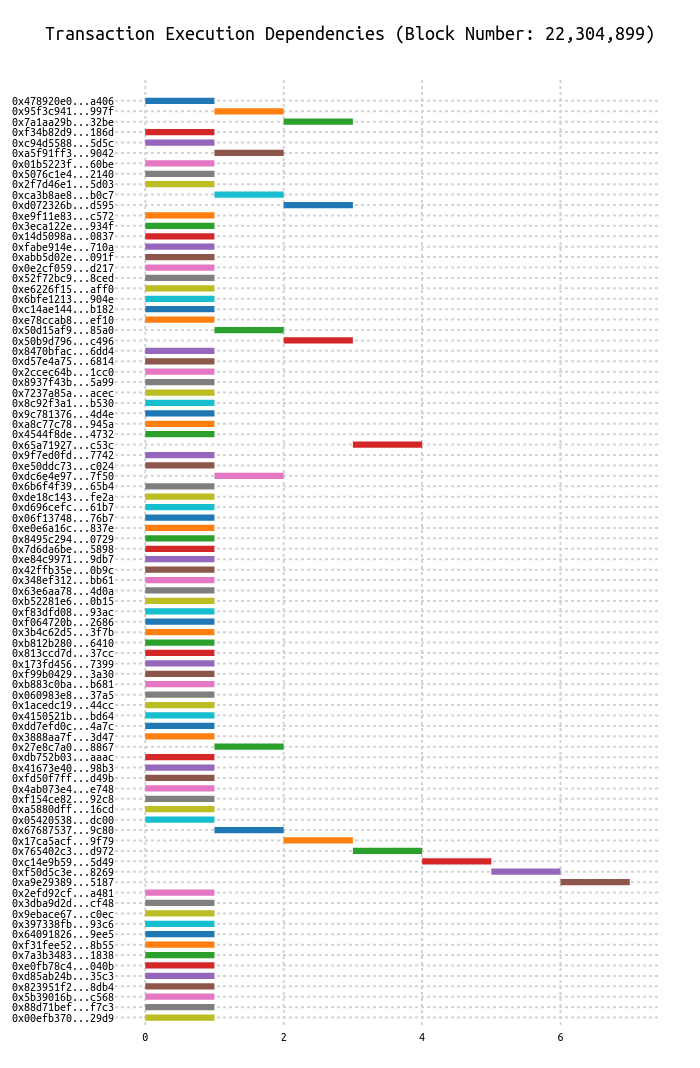 Transaction Execution Dependencies (Block Number: 22,304,899)
0x478920e0...a406
0x95f3c941...997f
0x7a1aa29b...32be
0xf34b82d9...186d
0xc94d5588...5d5c
0xa5f91ff3...9042
0x01b5223f...60be
0x5076c1e4...2140
0x2f7d46e1...5d03
0xca3b8ae8...b0c7
0xd072326b...d595
0xe9f11e83...c572
0x3eca122e...934f
0x14d5098a...0837
0xfabe914e...710a
0xabb5d02e...091f
0x0e2cf059...d217
0x52f72bc9...8ced
0xe6226f15...aff0
0x6bfe1213...904e
0xc14ae144...b182
0xe78ccab8...ef10
0x50d15af9...85a0
0x50b9d796...c496
0x8470bfac...6dd4
0xd57e4a75...6814
0x2ccec64b...1cc0
0x8937f43b...5a99
0x7237a85a...acec
0x8c92f3a1...b530
0x9c781376...4d4e
0xa8c77c78...945a
0x4544f8de...4732
0x65a71927...c53c
0x9f7ed0fd...7742
0xe50ddc73...c024
0xdc6e4e97...7f50
0x6b6f4f39...65b4
0xde18c143...fe2a
0xd696cefc...61b7
0x06f13748...76b7
0xe0e6a16c...837e
0x8495c294...0729
0x7d6da6be...5898
0xe84c9971...9db7
0x42ffb35e...0b9c
0x348ef312...bb61
0x63e6aa78...4d0a
0xb52281e6...0b15
0xf83dfd08...93ac
0xf064720b...2686
0x3b4c62d5...3f7b
0xb812b280...6410
0x813ccd7d...37cc
0x173fd456...7399
0xf99b0429...3a30
0xb883c0ba...b681
0x060983e8...37a5
0x1acedc19...44cc
0x4150521b...bd64
0xdd7efd0c...4a7c
0x3888aa7f...3d47
0x27e8c7a0...8867
0xdb752b03...aaac
0x41673e40...98b3
0xfd50f7ff...d49b
0x4ab073e4...e748
0xf154ce82...92c8
0xa5880dff...16cd
0x05420538...dc00
0x67687537...9c80
0x17ca5acf...9f79
0x765402c3...d972
0xc14e9b59...5d49
0xf50d5c3e...8269
0xa9e29389...5187
0x2efd92cf...a481
0x3dba9d2d...cf48
0x9ebace67...c0ec
0x397338fb...93c6
0x64091826...9ee5
0xf31fee52...8b55
0x7a3b3483...1838
0xe0fb78c4...040b
0xd85ab24b...35c3
0x823951f2...8db4
0x5b39016b...c568
0x88d71bef...f7c3
0x00efb370...29d9
0 2 4 6